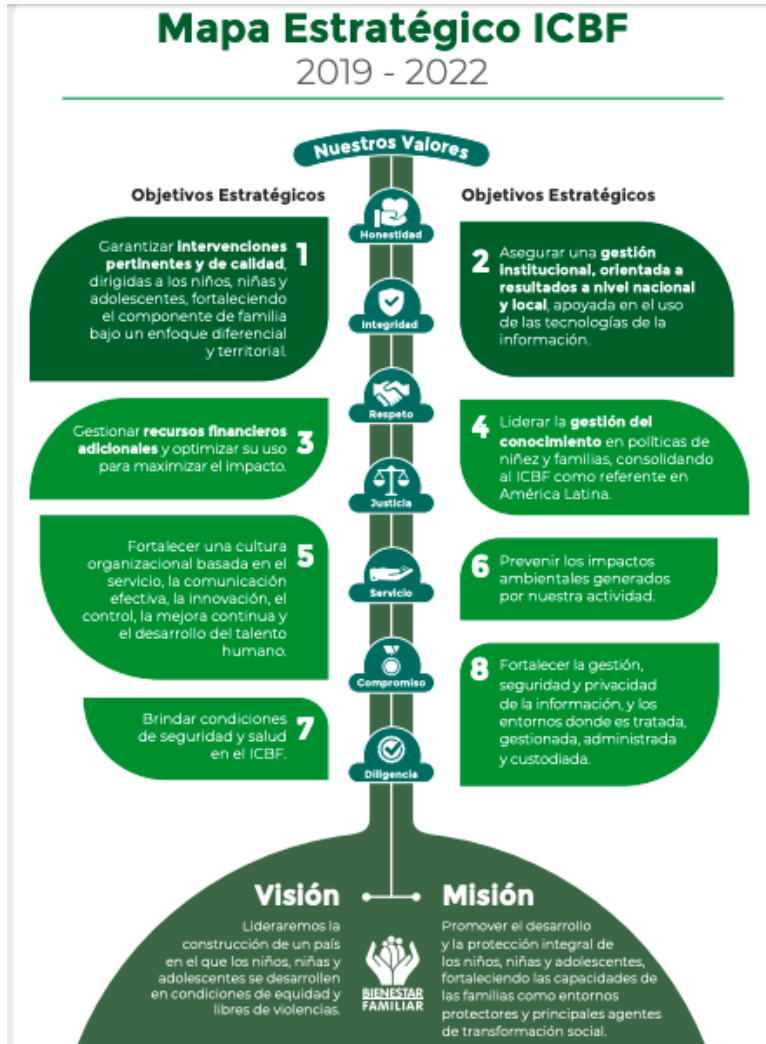 Mapa Estratégico ICBF
2019 - 2022
Nuestros Valores
Objetivos Estratégicos
Objetivos Estratégicos
Honestidad
Integridad
Respeto
Justicia
Servicio
Compromiso
Diligencia
1
Garantizar intervenciones
pertinentes y de calidad,
dirigidas a los niños, niñas y
adolescentes, fortaleciendo
el componente de familia
bajo un enfoque diferencial
y territorial.
2
Asegurar una gestión
institucional, orientada a
resultados a nivel nacional
y local, apoyada en el uso
de las tecnologías de la
información.
3
Gestionar recursos financieros
adicionales y optimizar su uso
para maximizar el impacto.
4
Liderar la gestión del
conocimiento en políticas de
niñez y familias, consolidando
al ICBF como referente en
América Latina.
5
Fortalecer una cultura
organizacional basada en el
servicio, la comunicación
efectiva, la innovación, el
control, la mejora continua y
el desarrollo del talento
humano.
6
Prevenir los impactos
ambientales generados
por nuestra actividad.
7
Brindar condiciones
de seguridad y salud
en el ICBF.
8
Fortalecer la gestión,
seguridad y privacidad
de la información, y los
entornos donde es tratada,
gestionada, administrada
y custodiada.
Visión
Lideraremos la
construcción de un país
en el que los niños, niñas y
adolescentes se desarrollen
en condiciones de equidad y
libres de violencias.
BIENESTAR
FAMILIAR
Misión
Promover el desarrollo
y la protección integral de
los niños, niñas y adolescentes,
fortaleciendo las capacidades de
las familias como entornos
protectores y principales agentes
de transformación social.